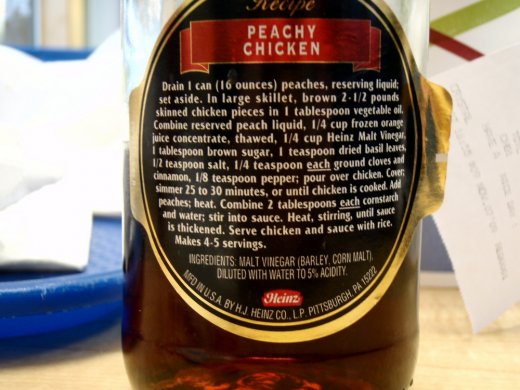 Recipe
PEACHY
CHICKEN
Drain 1 can (16 ounces) peaches, reserving liquid;
set aside. In large skillet, brown 2-1/2 pounds
skinned chicken pieces in 1 tablespoon vegetable oil.
Combine reserved peach liquid, 1/4 cup frozen orange
juice concentrate, thawed, 1/4 cup Heinz Malt Vinegar,
1 tablespoon brown sugar, 1 teaspoon dried basil leaves,
1/2 teaspoon salt, 1/4 teaspoon each ground cloves and
cinnamon, 1/8 teaspoon pepper; pour over chicken. Cover;
simmer 25 to 30 minutes, or until chicken is cooked. Add
peaches; heat. Combine 2 tablespoons each cornstarch
and water; stir into sauce. Heat, stirring, until sauce
is thickened. Serve chicken and sauce with rice.
Makes 4-5 servings.
INGREDIENTS: MALT VINEGAR (BARLEY, CORN MALT),
DILUTED WITH WATER TO 5% ACIDITY.
Heinz
MFD IN U.S.A. BY H.J. HEINZ CO., L.P. PITTSBURGH, PA 15222